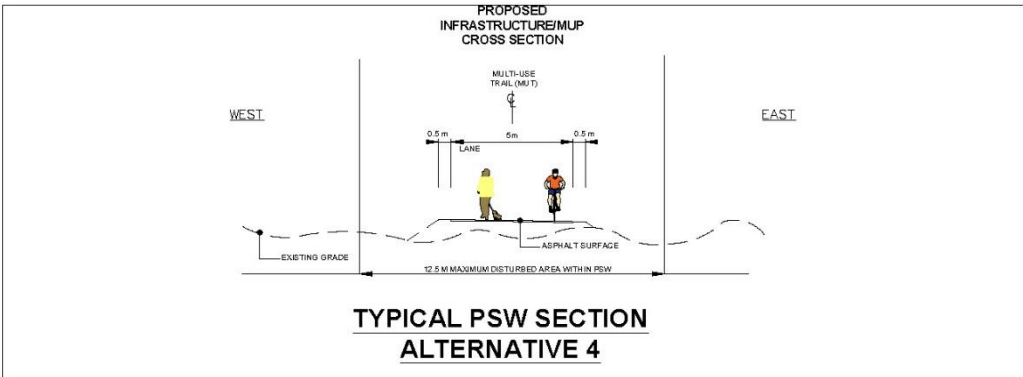 PROPOSED
INFRASTRUCTURE/MUP
CROSS SECTION
MULTI-USE
TRAIL (MUT)
WEST
EAST
0.5 m
5m
0.5 m
LANE
ASPHALT SURFACE
EXISTING GRADE
12.5 M MAXIMUM DISTURBED AREA WITHIN PSW
TYPICAL PSW SECTION
ALTERNATIVE 4